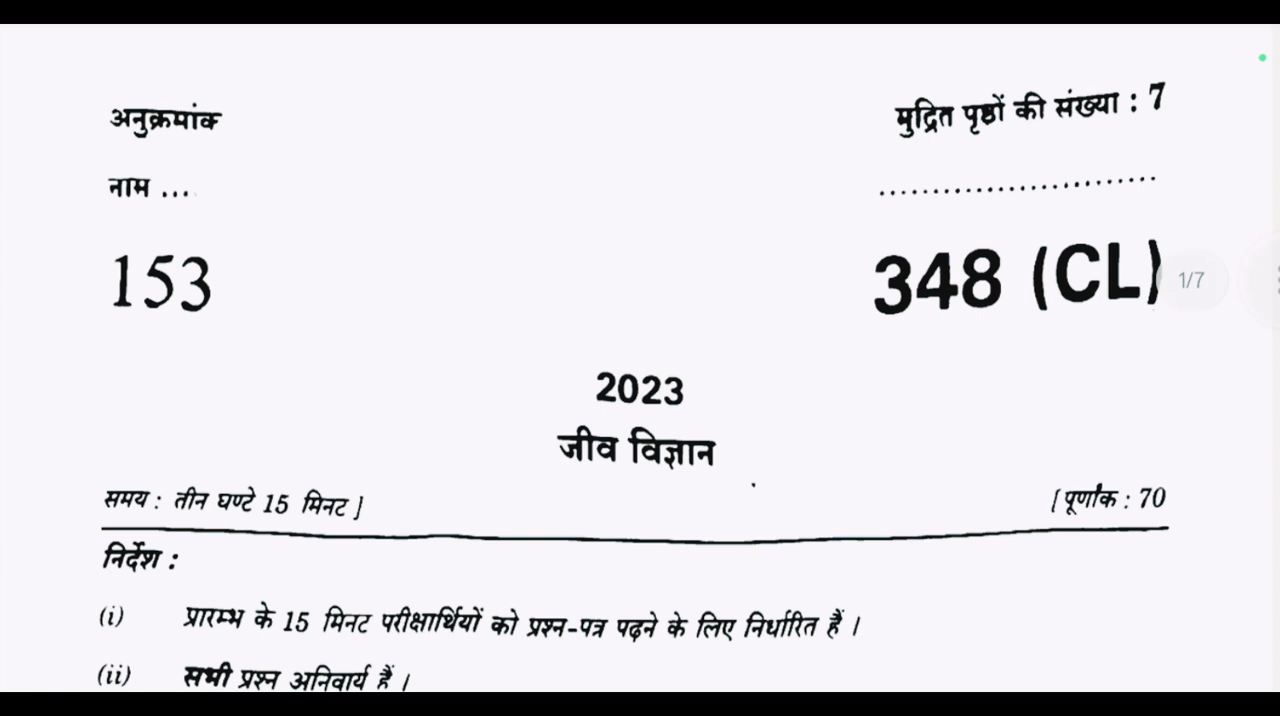 अनुक्रमांक
मुद्रित पृष्ठों की संख्या : 7
नाम ...
...........................
153
348 (CL)
1/7
2023
जीव विज्ञान
समय : तीन घण्टे 15 मिनट ]
[ पूर्णांक : 70
निर्देश :
(i) प्रारम्भ के 15 मिनट परीक्षार्थियों को प्रश्न-पत्र पढ़ने के लिए निर्धारित हैं ।
(ii) सभी प्रश्न अनिवार्य हैं ।